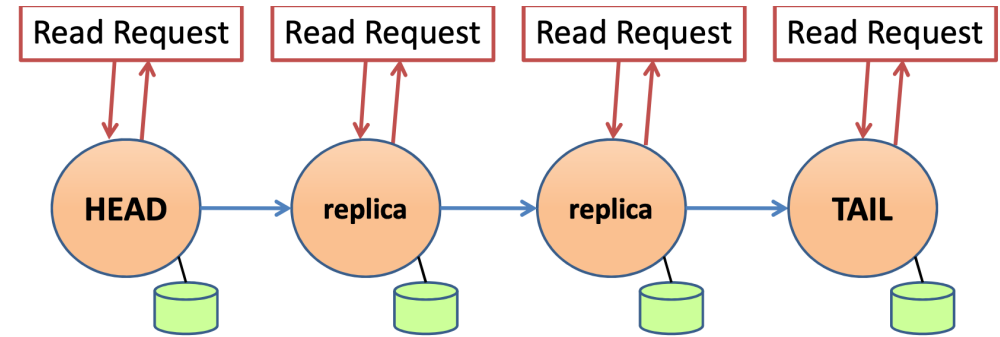 Read Request
Read Request
Read Request
Read Request
HEAD
replica
replica
TAIL